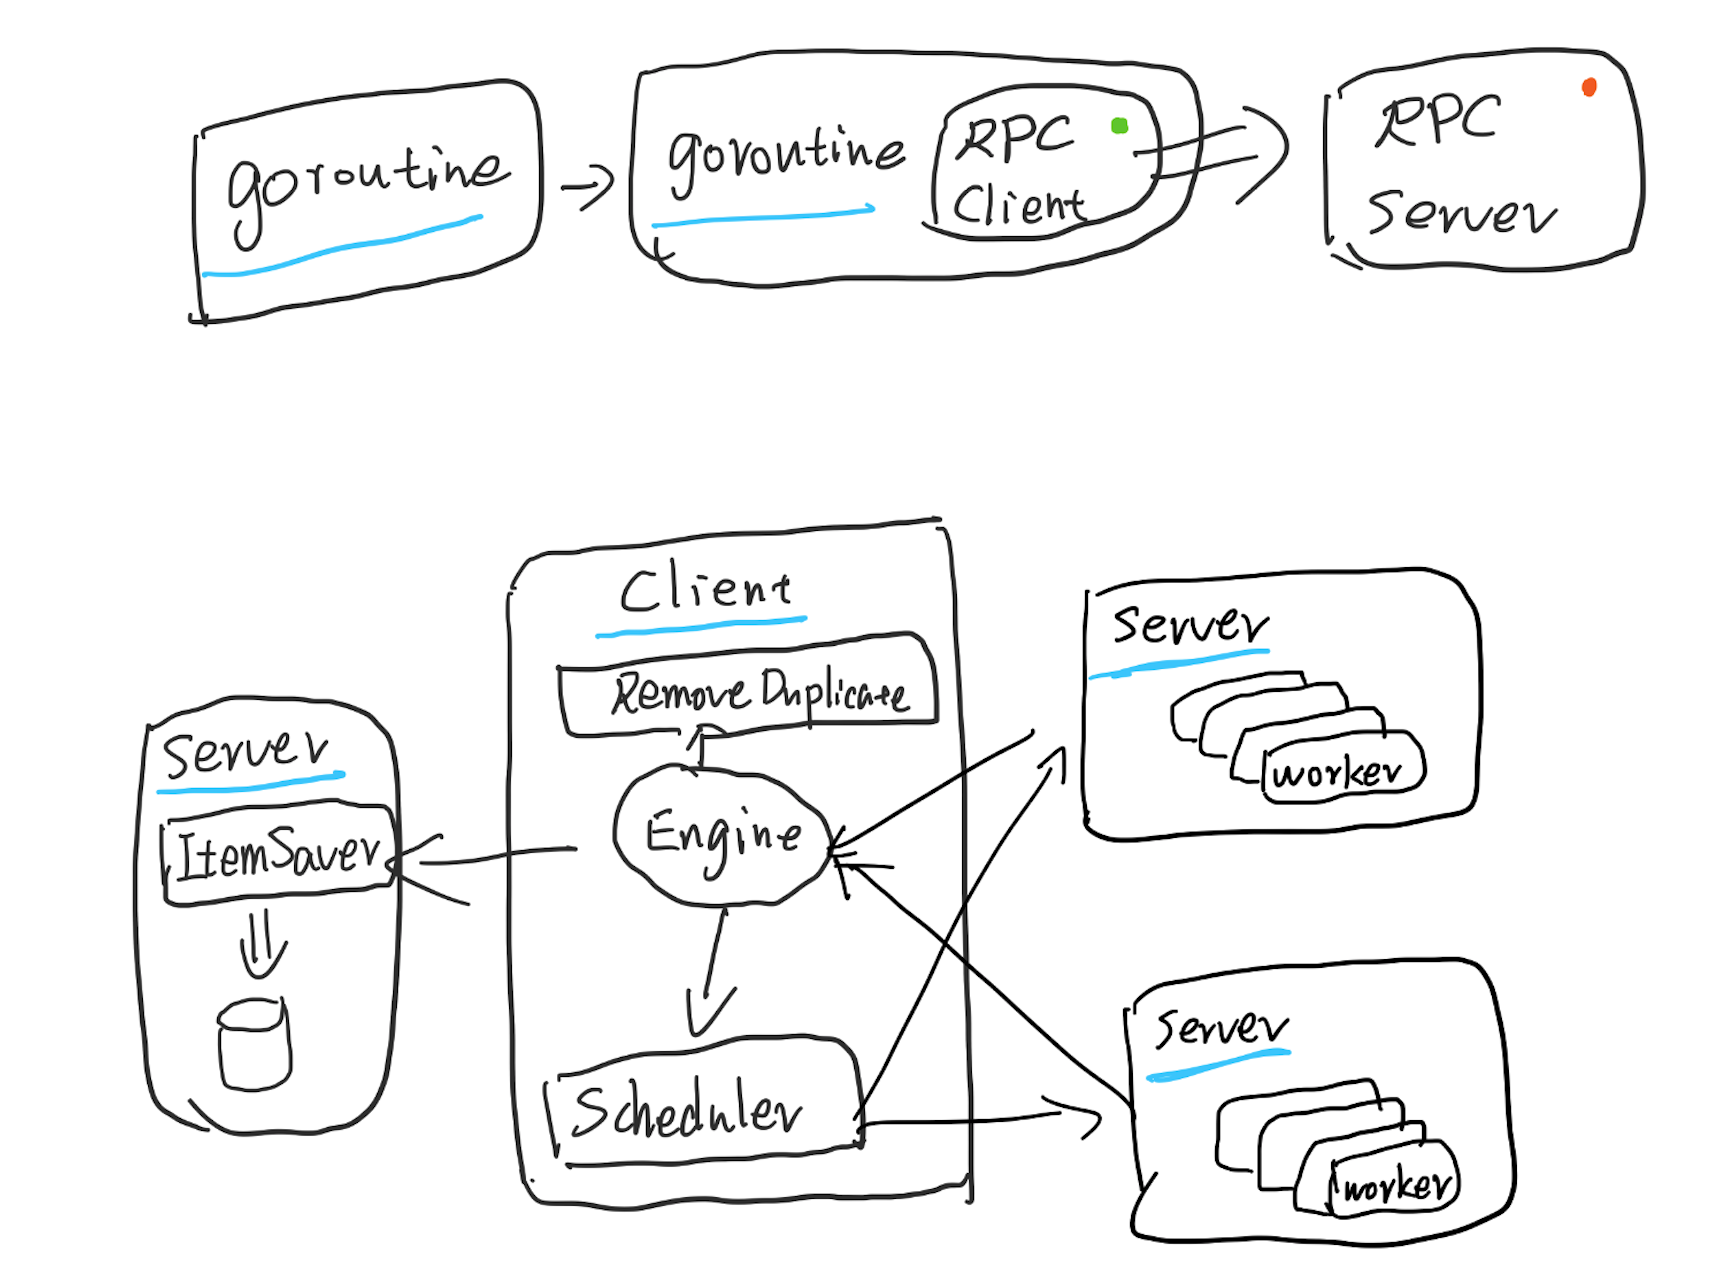 goroutine
goroutine
RPC
Client
RPC
Server
Client
Remove Duplicate
Engine
Scheduler
Server
ItemSaver
Server
worker
Server
worker